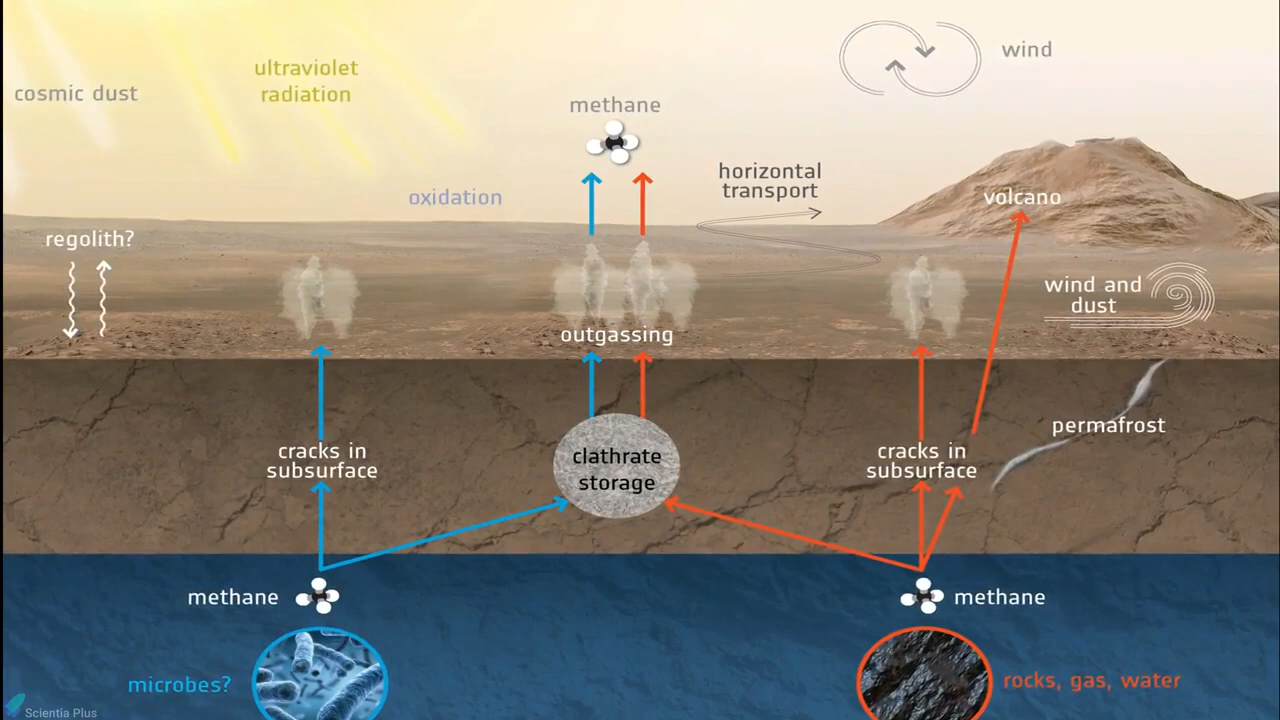 cosmic dust
ultraviolet
radiation
methane
wind
horizontal
transport
oxidation
volcano
regolith?
wind and
dust
outgassing
cracks in
subsurface
clathrate
storage
cracks in
subsurface
permafrost
methane
methane
microbes?
rocks, gas, water
Scientia Plus